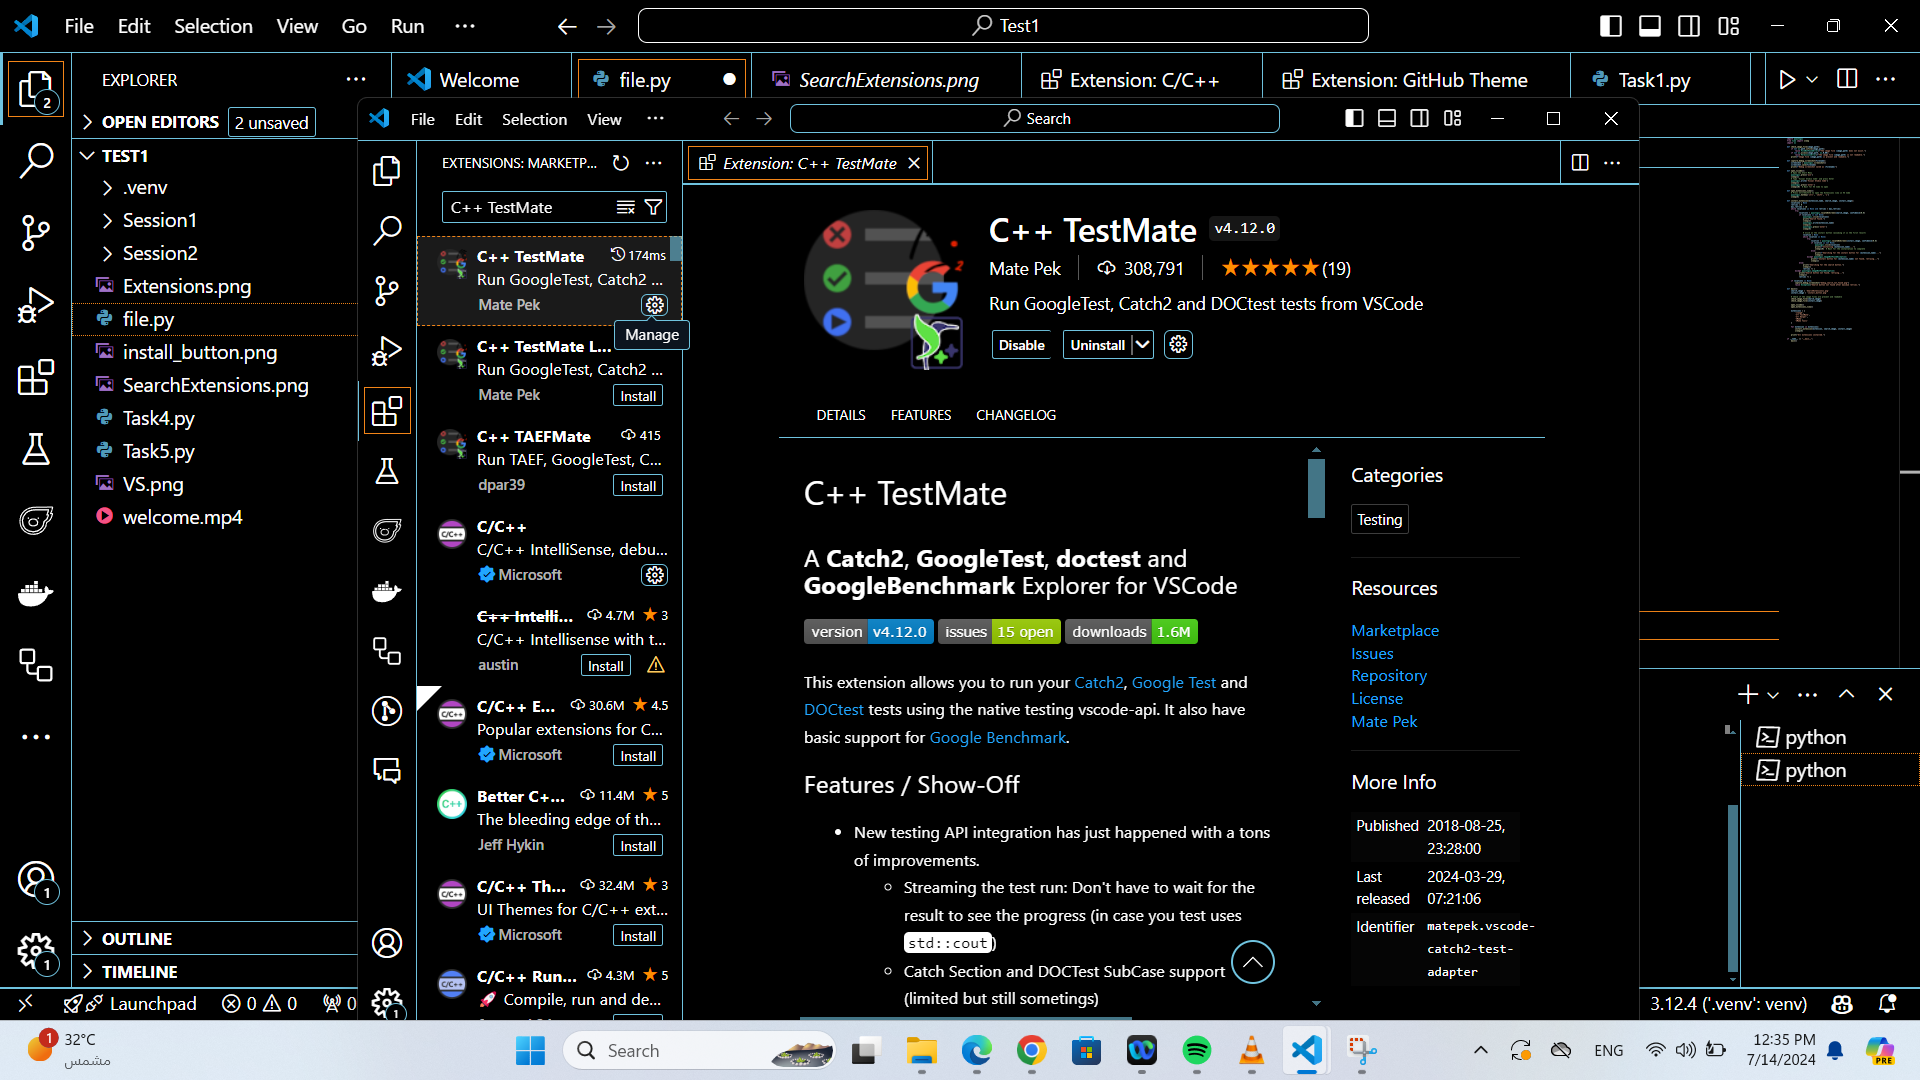 File Edit Selection View Go Run ···
Test1
EXPLORER
Welcome
file.py
SearchExtensions.png
Extension: C/C++
Extension: GitHub Theme
Task1.py
2
OPEN EDITORS 2 unsaved
TEST1
.venv
Session1
Session2
Extensions.png
file.py
install_button.png
SearchExtensions.png
Task4.py
Task5.py
VS.png
welcome.mp4
OUTLINE
TIMELINE
1
1
File Edit Selection View ···
Search
EXTENSIONS: MARKETP...
C++ TestMate
C++ TestMate 174ms
Run GoogleTest, Catch2 ...
Mate Pek
Manage
C++ TestMate L...
Run GoogleTest, Catch2 ...
Mate Pek Install
C++ TAEFMate 415
Run TAEF, GoogleTest, C...
dpar39 Install
C/C++
C/C++
C/C++ IntelliSense, debu...
Microsoft
C++ Intelli... 4.7M 3
C/C++ Intellisense with t...
austin Install
C/C++
C/C++ E... 30.6M 4.5
Popular extensions for C...
Microsoft Install
C++
Better C+... 11.4M 5
The bleeding edge of th...
Jeff Hykin Install
C/C++
C/C++ Th... 32.4M 3
UI Themes for C/C++ ext...
Microsoft Install
C/C++
C/C++ Run... 4.3M 5
🚀 Compile, run and de...
1
Extension: C++ TestMate
C++ TestMate v4.12.0
Mate Pek 308,791 ★★★★★(19)
Run GoogleTest, Catch2 and DOCtest tests from VSCode
Disable Uninstall
DETAILS FEATURES CHANGELOG
C++ TestMate
A Catch2, GoogleTest, doctest and
GoogleBenchmark Explorer for VSCode
version v4.12.0 issues 15 open downloads 1.6M
This extension allows you to run your Catch2, Google Test and
DOCtest tests using the native testing vscode-api. It also have
basic support for Google Benchmark.
Features / Show-Off
• New testing API integration has just happened with a tons
of improvements.
◦ Streaming the test run: Don't have to wait for the
result to see the progress (in case you test uses
std::cout)
◦ Catch Section and DOCTest SubCase support
(limited but still sometings)
Categories
Testing
Resources
Marketplace
Issues
Repository
License
Mate Pek
More Info
Published 2018-08-25,
23:28:00
Last 2024-03-29,
released 07:21:06
Identifier matepek.vscode-
catch2-test-
adapter
python
python
Launchpad 0 0 0
3.12.4 ('.venv': venv)
1
32°C
مشمس
Search
ENG
12:35 PM
7/14/2024
PRE